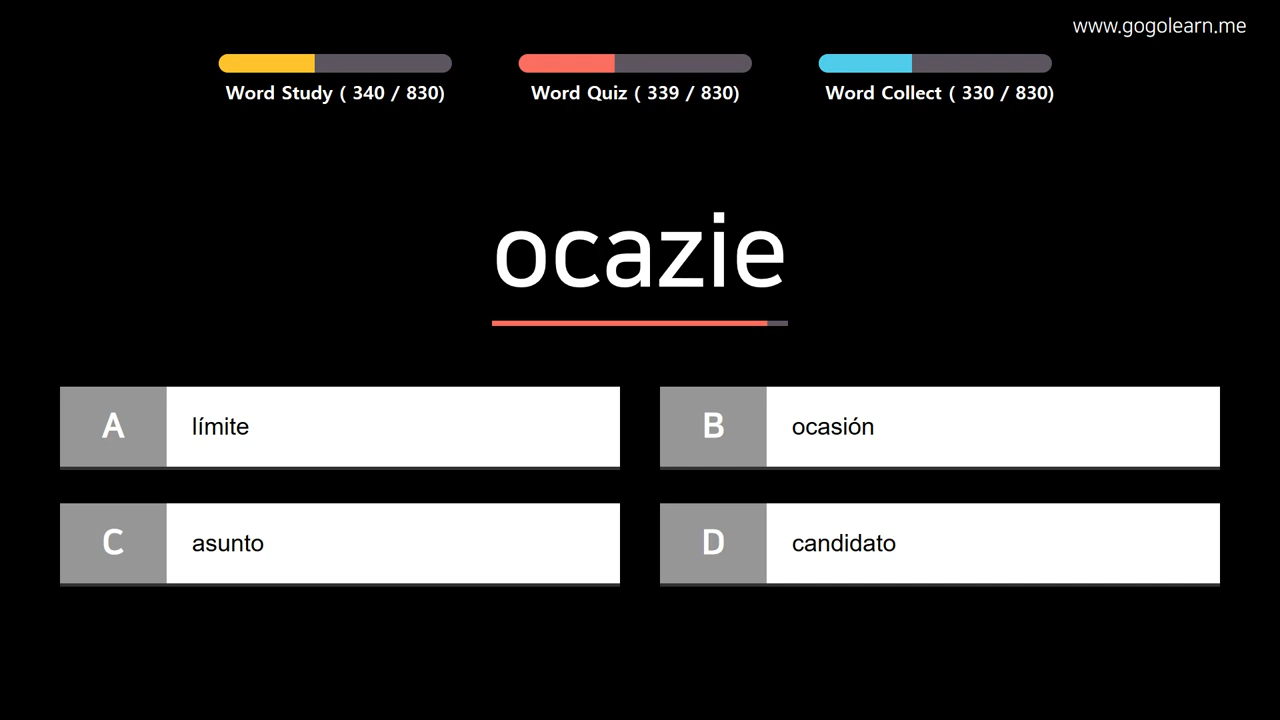 www.gogolearn.me
Word Study ( 340 / 830)
Word Quiz ( 339 / 830)
Word Collect ( 330 / 830)
ocazie
A límite
B ocasión
C asunto
D candidato